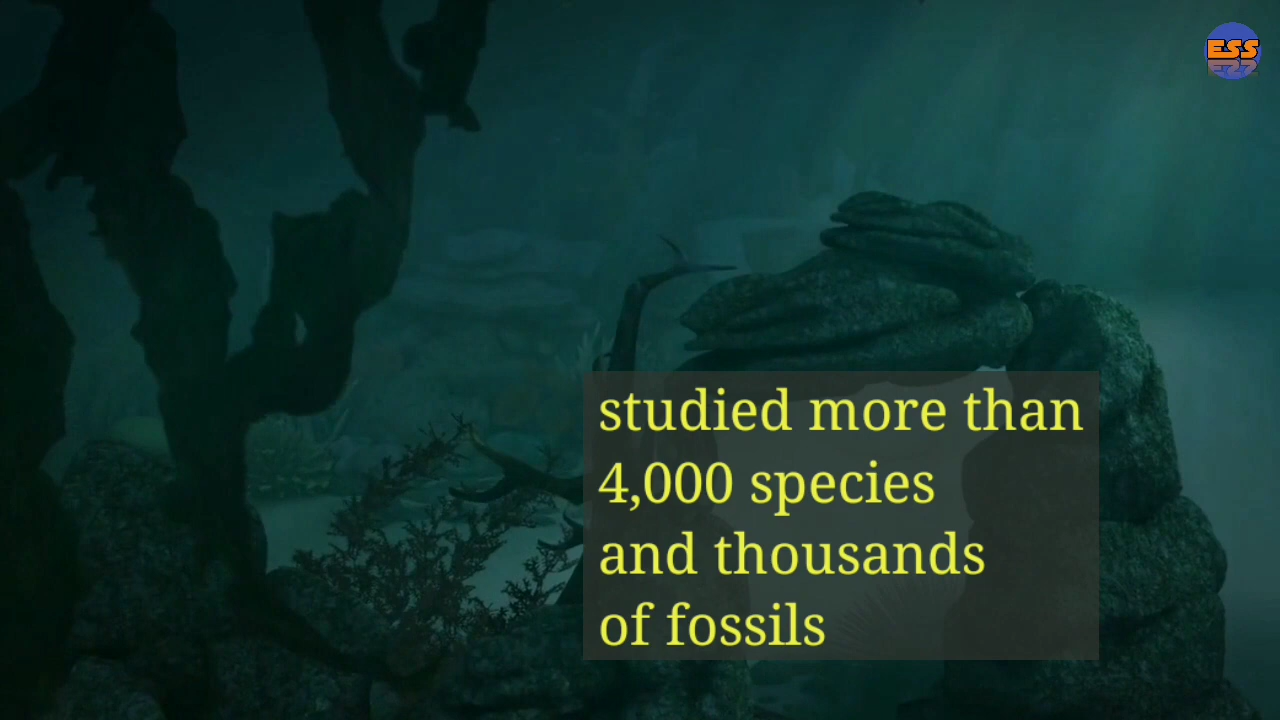 ESS
studied more than
4,000 species
and thousands
of fossils